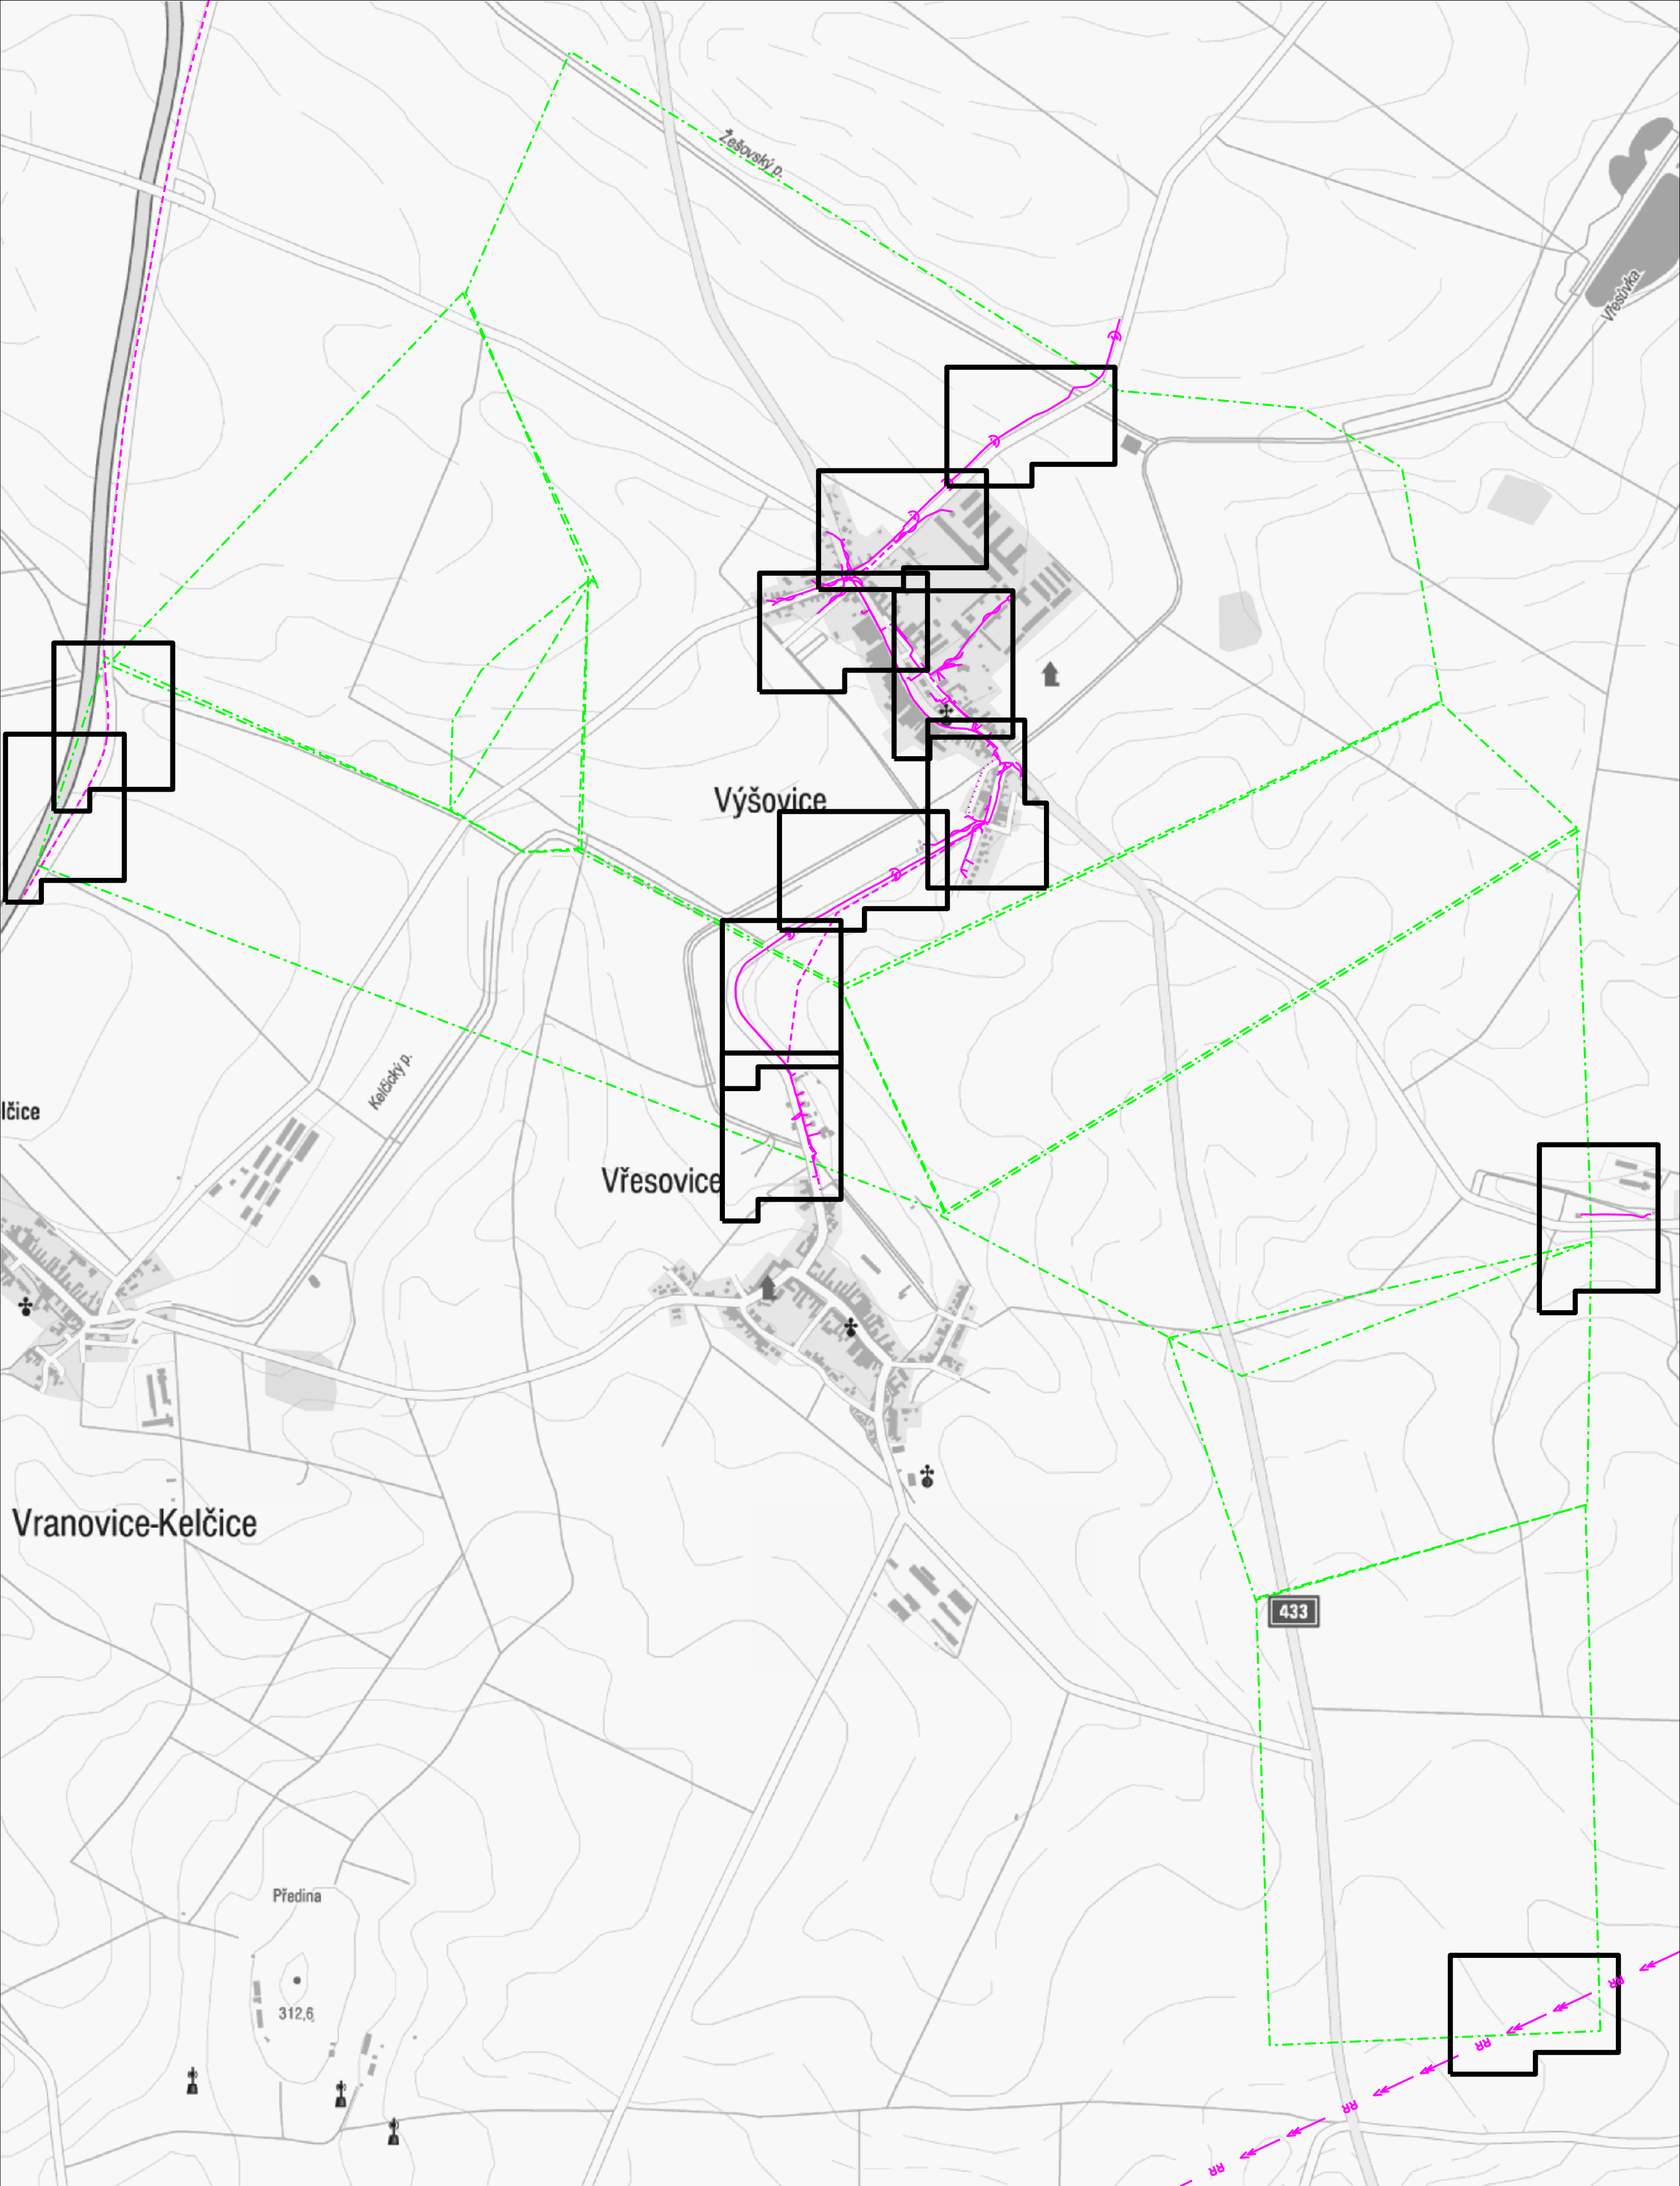 Žešovský p.
Vřesůvka
Výšovice
Kelčický p.
lčice
Vřesovice
Vranovice-Kelčice
433
Předina
312,6
RR
RR
RR
RR